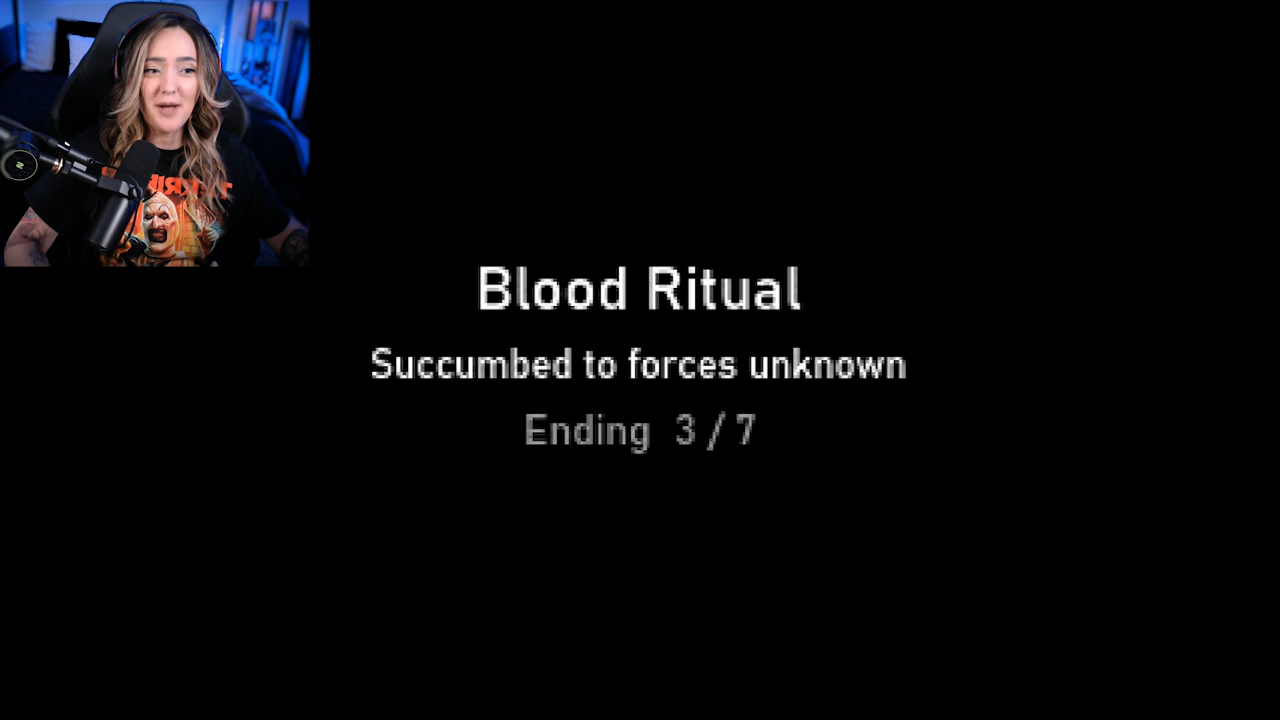 Blood Ritual
Succumbed to forces unknown
Ending 3 / 7